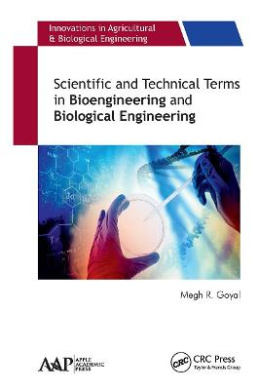 Innovations in Agricultural
& Biological Engineering
Scientific and Technical Terms
in Bioengineering and
Biological Engineering
Megh R. Goyal
AAP
APPLE
ACADEMIC
PRESS
CRC
CRC Press
Taylor & Francis Group